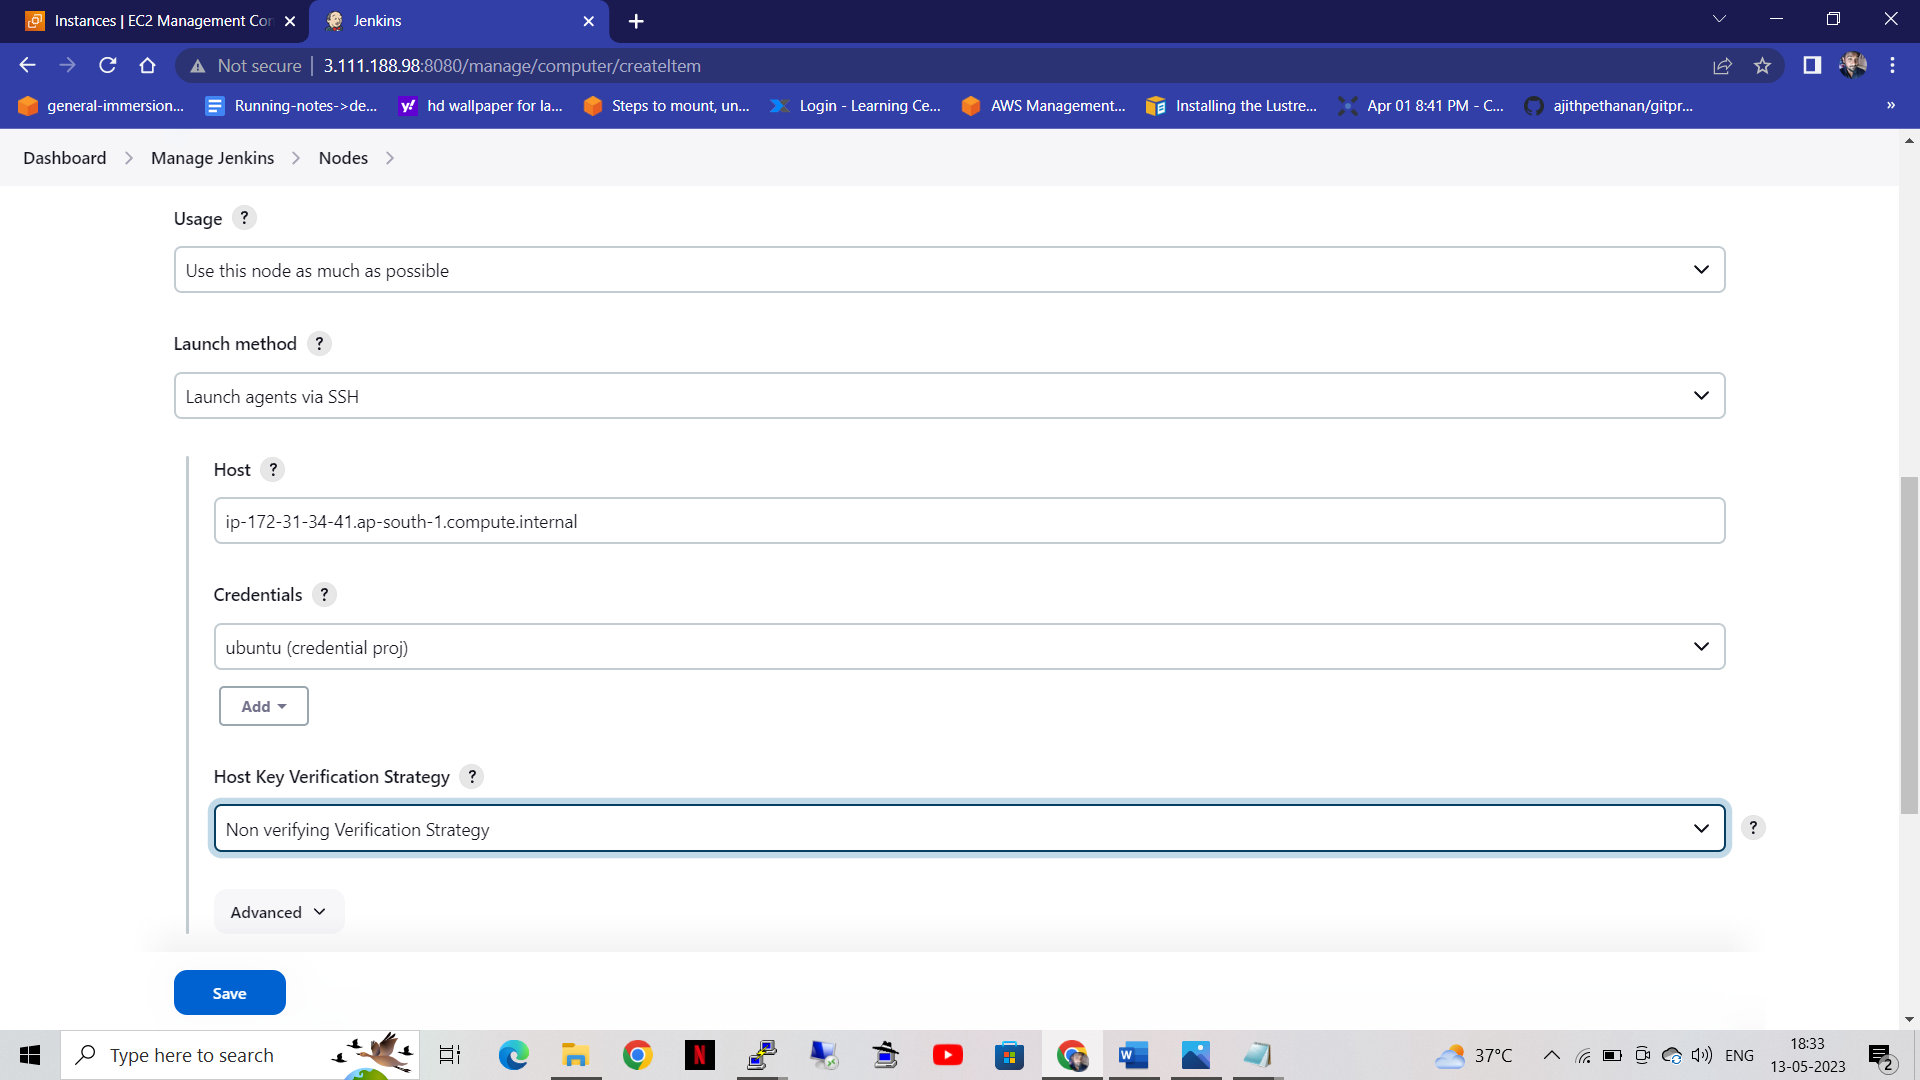 Instances | EC2 Management Con
Jenkins
Not secure
3.111.188.98:8080/manage/computer/createItem
general-immersion...
Running-notes->de...
hd wallpaper for la...
Steps to mount, un...
Login - Learning Ce...
AWS Management...
Installing the Lustre...
Apr 01 8:41 PM - C...
ajithpethanan/gitpr...
»
Dashboard
Manage Jenkins
Nodes
Usage ?
Use this node as much as possible
Launch method ?
Launch agents via SSH
Host ?
ip-172-31-34-41.ap-south-1.compute.internal
Credentials ?
ubuntu (credential proj)
Add
Host Key Verification Strategy ?
Non verifying Verification Strategy
?
Advanced
Save
Type here to search
37°C
ENG
18:33
13-05-2023
2